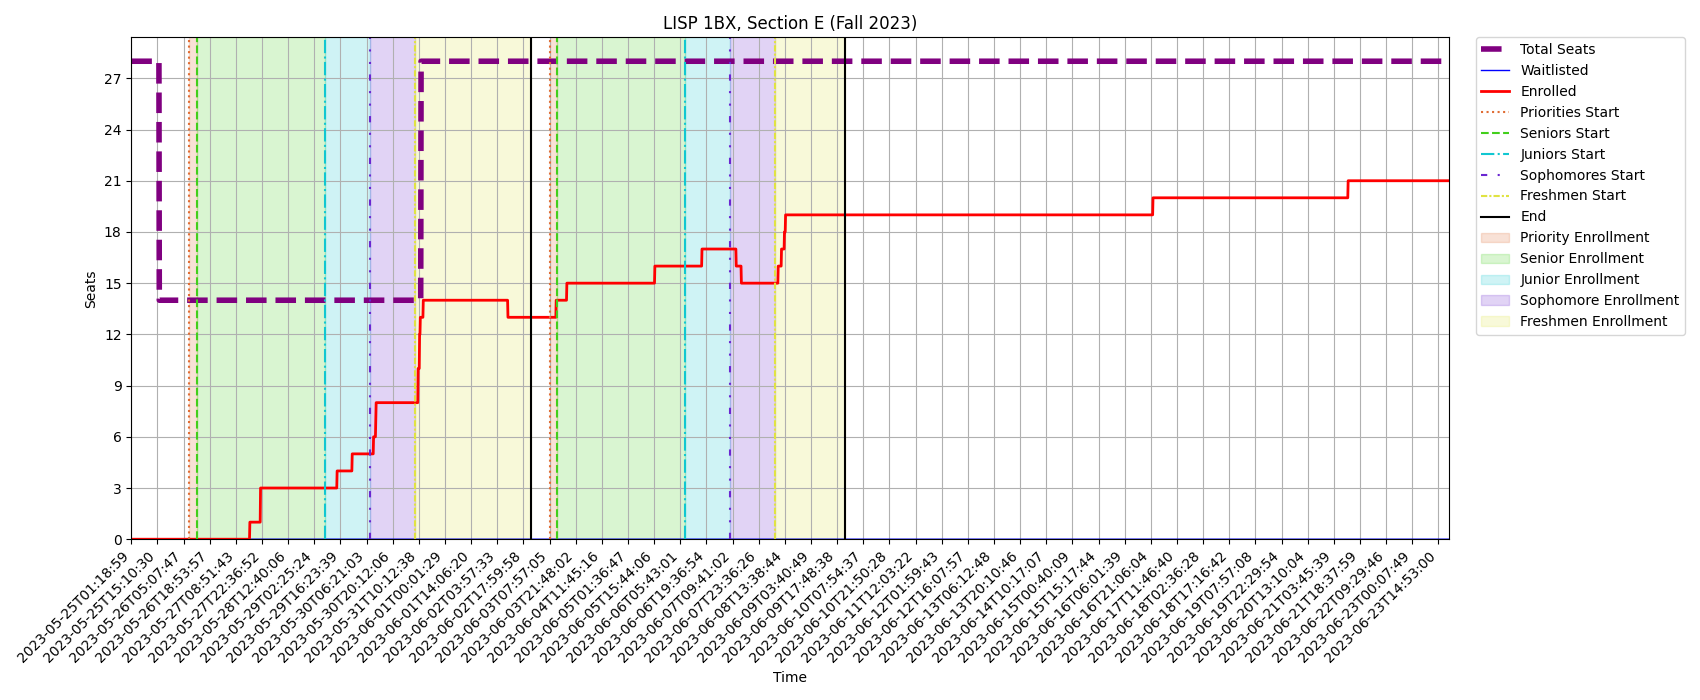 LISP 1BX, Section E (Fall 2023)
Seats
27
24
21
18
15
12
9
6
3
0
2023-05-25T01:18:59
2023-05-25T15:10:30
2023-05-26T05:07:47
2023-05-26T18:53:57
2023-05-27T08:51:43
2023-05-27T22:36:52
2023-05-28T12:40:06
2023-05-29T02:25:24
2023-05-29T16:23:39
2023-05-30T06:21:03
2023-05-30T20:12:06
2023-05-31T10:12:38
2023-06-01T00:01:29
2023-06-01T14:06:20
2023-06-02T03:57:33
2023-06-02T17:59:58
2023-06-03T07:57:05
2023-06-03T21:48:02
2023-06-04T11:45:16
2023-06-05T01:36:47
2023-06-05T15:44:06
2023-06-06T05:43:01
2023-06-06T19:36:54
2023-06-07T09:41:02
2023-06-07T23:36:26
2023-06-08T13:38:44
2023-06-09T03:40:49
2023-06-09T17:48:38
2023-06-10T07:54:37
2023-06-10T21:50:28
2023-06-11T12:03:22
2023-06-12T01:59:43
2023-06-12T16:07:57
2023-06-13T06:12:48
2023-06-13T20:10:46
2023-06-14T10:17:07
2023-06-15T00:40:09
2023-06-15T15:17:44
2023-06-16T06:01:39
2023-06-16T21:06:04
2023-06-17T11:46:40
2023-06-18T02:36:28
2023-06-18T17:16:42
2023-06-19T07:57:08
2023-06-19T22:29:54
2023-06-20T13:10:04
2023-06-21T03:45:39
2023-06-21T18:37:59
2023-06-22T09:29:46
2023-06-23T00:07:49
2023-06-23T14:53:00
Time
Total Seats
Waitlisted
Enrolled
Priorities Start
Seniors Start
Juniors Start
Sophomores Start
Freshmen Start
End
Priority Enrollment
Senior Enrollment
Junior Enrollment
Sophomore Enrollment
Freshmen Enrollment